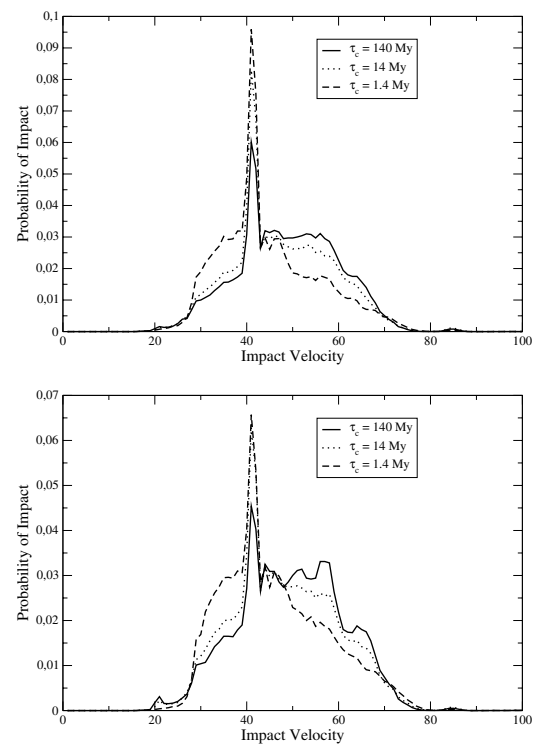 0,1
0,09
0,08
0,07
0,06
0,05
0,04
0,03
0,02
0,01
0
Probability of Impact
τc = 140 My
τc = 14 My
τc = 1.4 My
0 20 40 60 80 100
Impact Velocity
0,07
0,06
0,05
0,04
0,03
0,02
0,01
0
Probability of Impact
τc = 140 My
τc = 14 My
τc = 1.4 My
0 20 40 60 80 100
Impact Velocity